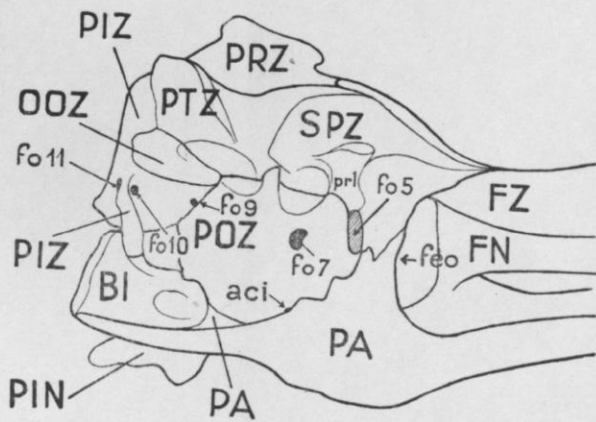 PIZ
PRZ
OOZ
PTZ
SPZ
fo11
prl
fo5
fo9
FZ
fo10
POZ
PIZ
fo7
feo
FN
BI
aci
PA
PIN
PA